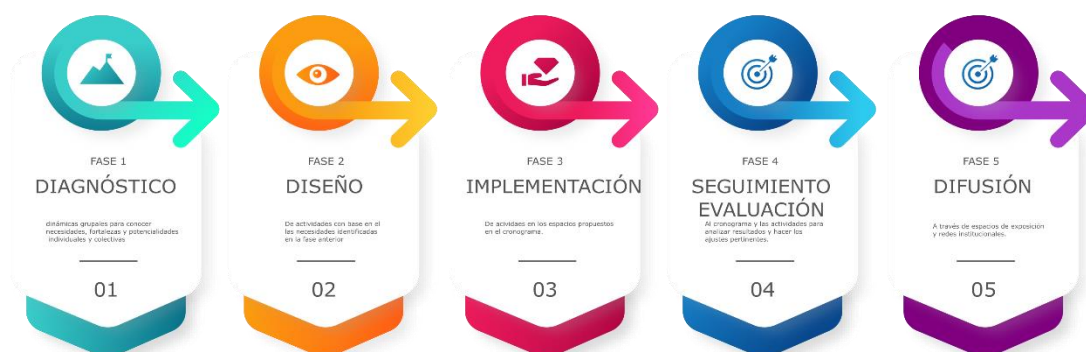 FASE 1
DIAGNÓSTICO
dinámicas grupales para conocer
necesidades, fortalezas y potencialidades
individuales y colectivas
01
FASE 2
DISEÑO
De actividades con base en el
las necesidades identificadas
en la fase anterior
02
FASE 3
IMPLEMENTACIÓN
De actividaes en los espacios propuestos
en el cronograma.
03
FASE 4
SEGUIMIENTO
EVALUACIÓN
Al cronograma y las actividades para
analizar resultados y hacer los
ajustes pertinentes.
04
FASE 5
DIFUSIÓN
A través de espacios de exposición
y redes institucionales.
05